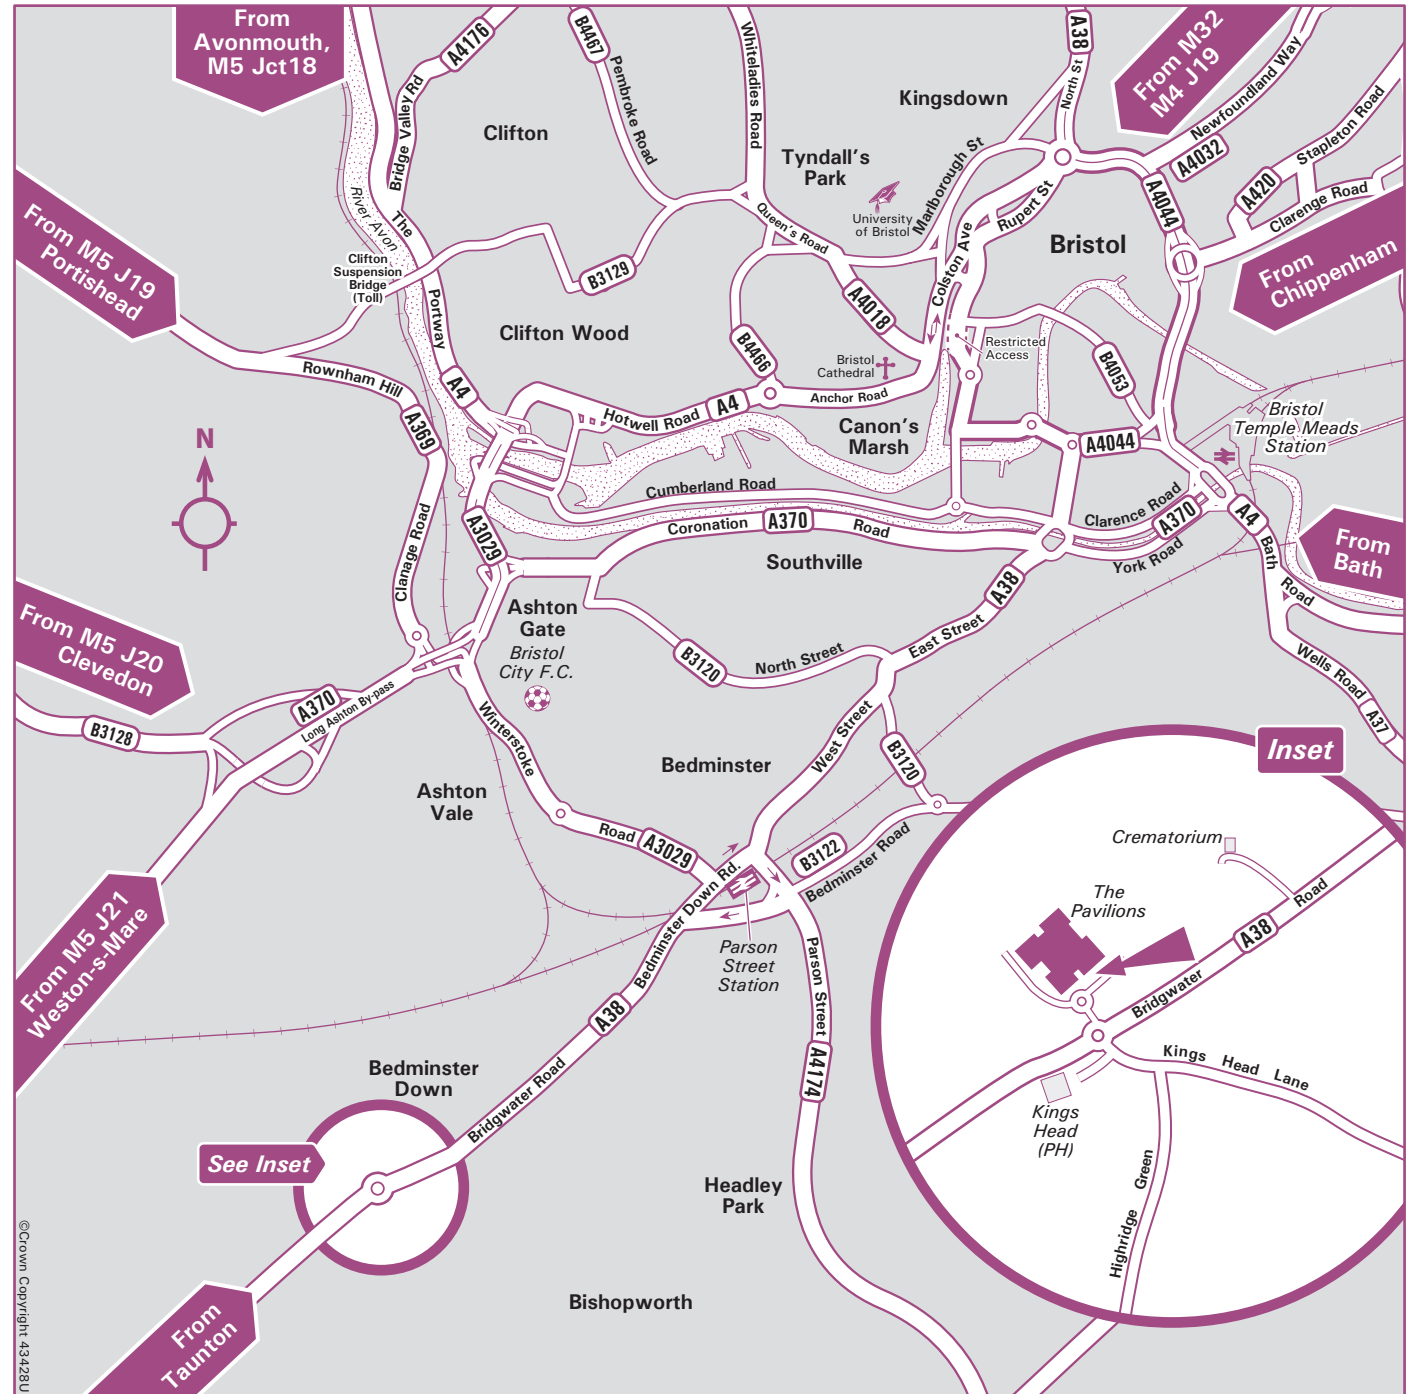 From
Avonmouth,
M5 Jct18
A4176
B4467
Whiteladies Road
A38
North St
From M32
M4 J19
Newfoundland Way
A4032
Stapleton Road
A420
Clarenge Road
A4044
Kingsdown
Clifton
Pembroke Road
Bridge Valley Rd
Tyndall's
Park
Marlborough St
University
of Bristol
Rupert St
Bristol
From
Chippenham
From M5 J19
Portishead
River Avon
The
Portway
Clifton
Suspension
Bridge
(Toll)
B3129
Queen's Road
Colston Ave
A4018
Clifton Wood
B4466
Bristol
Cathedral
Restricted
Access
B4053
Rownham Hill
A369
A4
Hotwell Road
A4
Anchor Road
Canon's
Marsh
A4044
Bristol
Temple Meads
Station
N
Cumberland Road
Clarence Road
A370
York Road
A4
Bath
Road
From
Bath
Clanage Road
A3029
Coronation
A370
Road
Southville
A38
East Street
Ashton
Gate
Bristol
City F.C.
B3120
North Street
Wells Road
A37
From M5 J20
Clevedon
B3128
A370
Long Ashton By-pass
Winterstoke
Road
A3029
West Street
B3120
Bedminster
Ashton
Vale
B3122
Bedminster Road
Bedminster Down Rd.
Parson
Street
Station
Parson Street
A4174
From M5 J21
Weston-s-Mare
A38
Bridgwater Road
Bedminster
Down
See Inset
Headley
Park
Bishopworth
From
Taunton
Inset
Crematorium
The
Pavilions
Road
A38
Bridgwater
Kings Head Lane
Kings
Head
(PH)
Highridge Green
©Crown Copyright 43428U